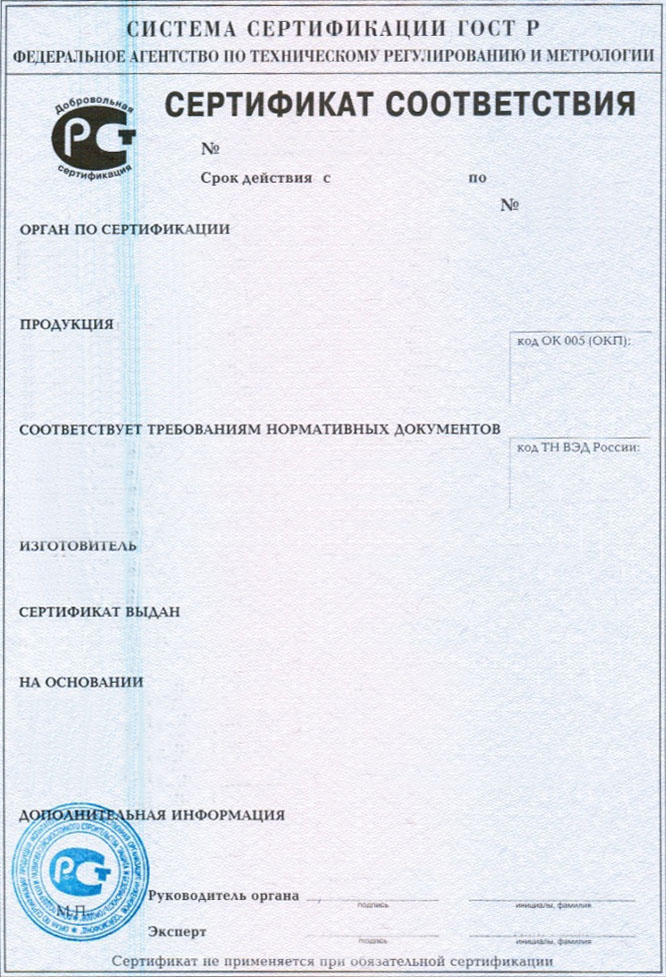 СИСТЕМА СЕРТИФИКАЦИИ ГОСТ Р
ФЕДЕРАЛЬНОЕ АГЕНТСТВО ПО ТЕХНИЧЕСКОМУ РЕГУЛИРОВАНИЮ И МЕТРОЛОГИИ
Добровольная
РСТ
сертификация
СЕРТИФИКАТ СООТВЕТСТВИЯ
№
Срок действия с по
№
ОРГАН ПО СЕРТИФИКАЦИИ
ПРОДУКЦИЯ
код ОК 005 (ОКП):
СООТВЕТСТВУЕТ ТРЕБОВАНИЯМ НОРМАТИВНЫХ ДОКУМЕНТОВ
код ТН ВЭД России:
ИЗГОТОВИТЕЛЬ
СЕРТИФИКАТ ВЫДАН
НА ОСНОВАНИИ
ДОПОЛНИТЕЛЬНАЯ ИНФОРМАЦИЯ
РСТ
М.П.
Руководитель органа
подпись инициалы, фамилия
Эксперт
подпись инициалы, фамилия
Сертификат не применяется при обязательной сертификации